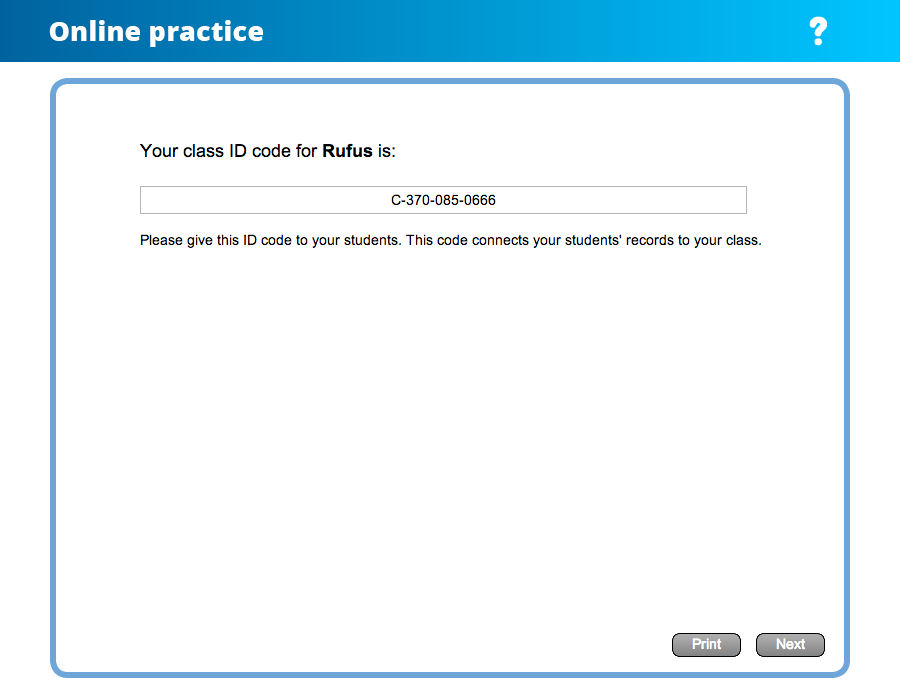 Online practice
?
Your class ID code for Rufus is:
C-370-085-0666
Please give this ID code to your students. This code connects your students' records to your class.
Print Next